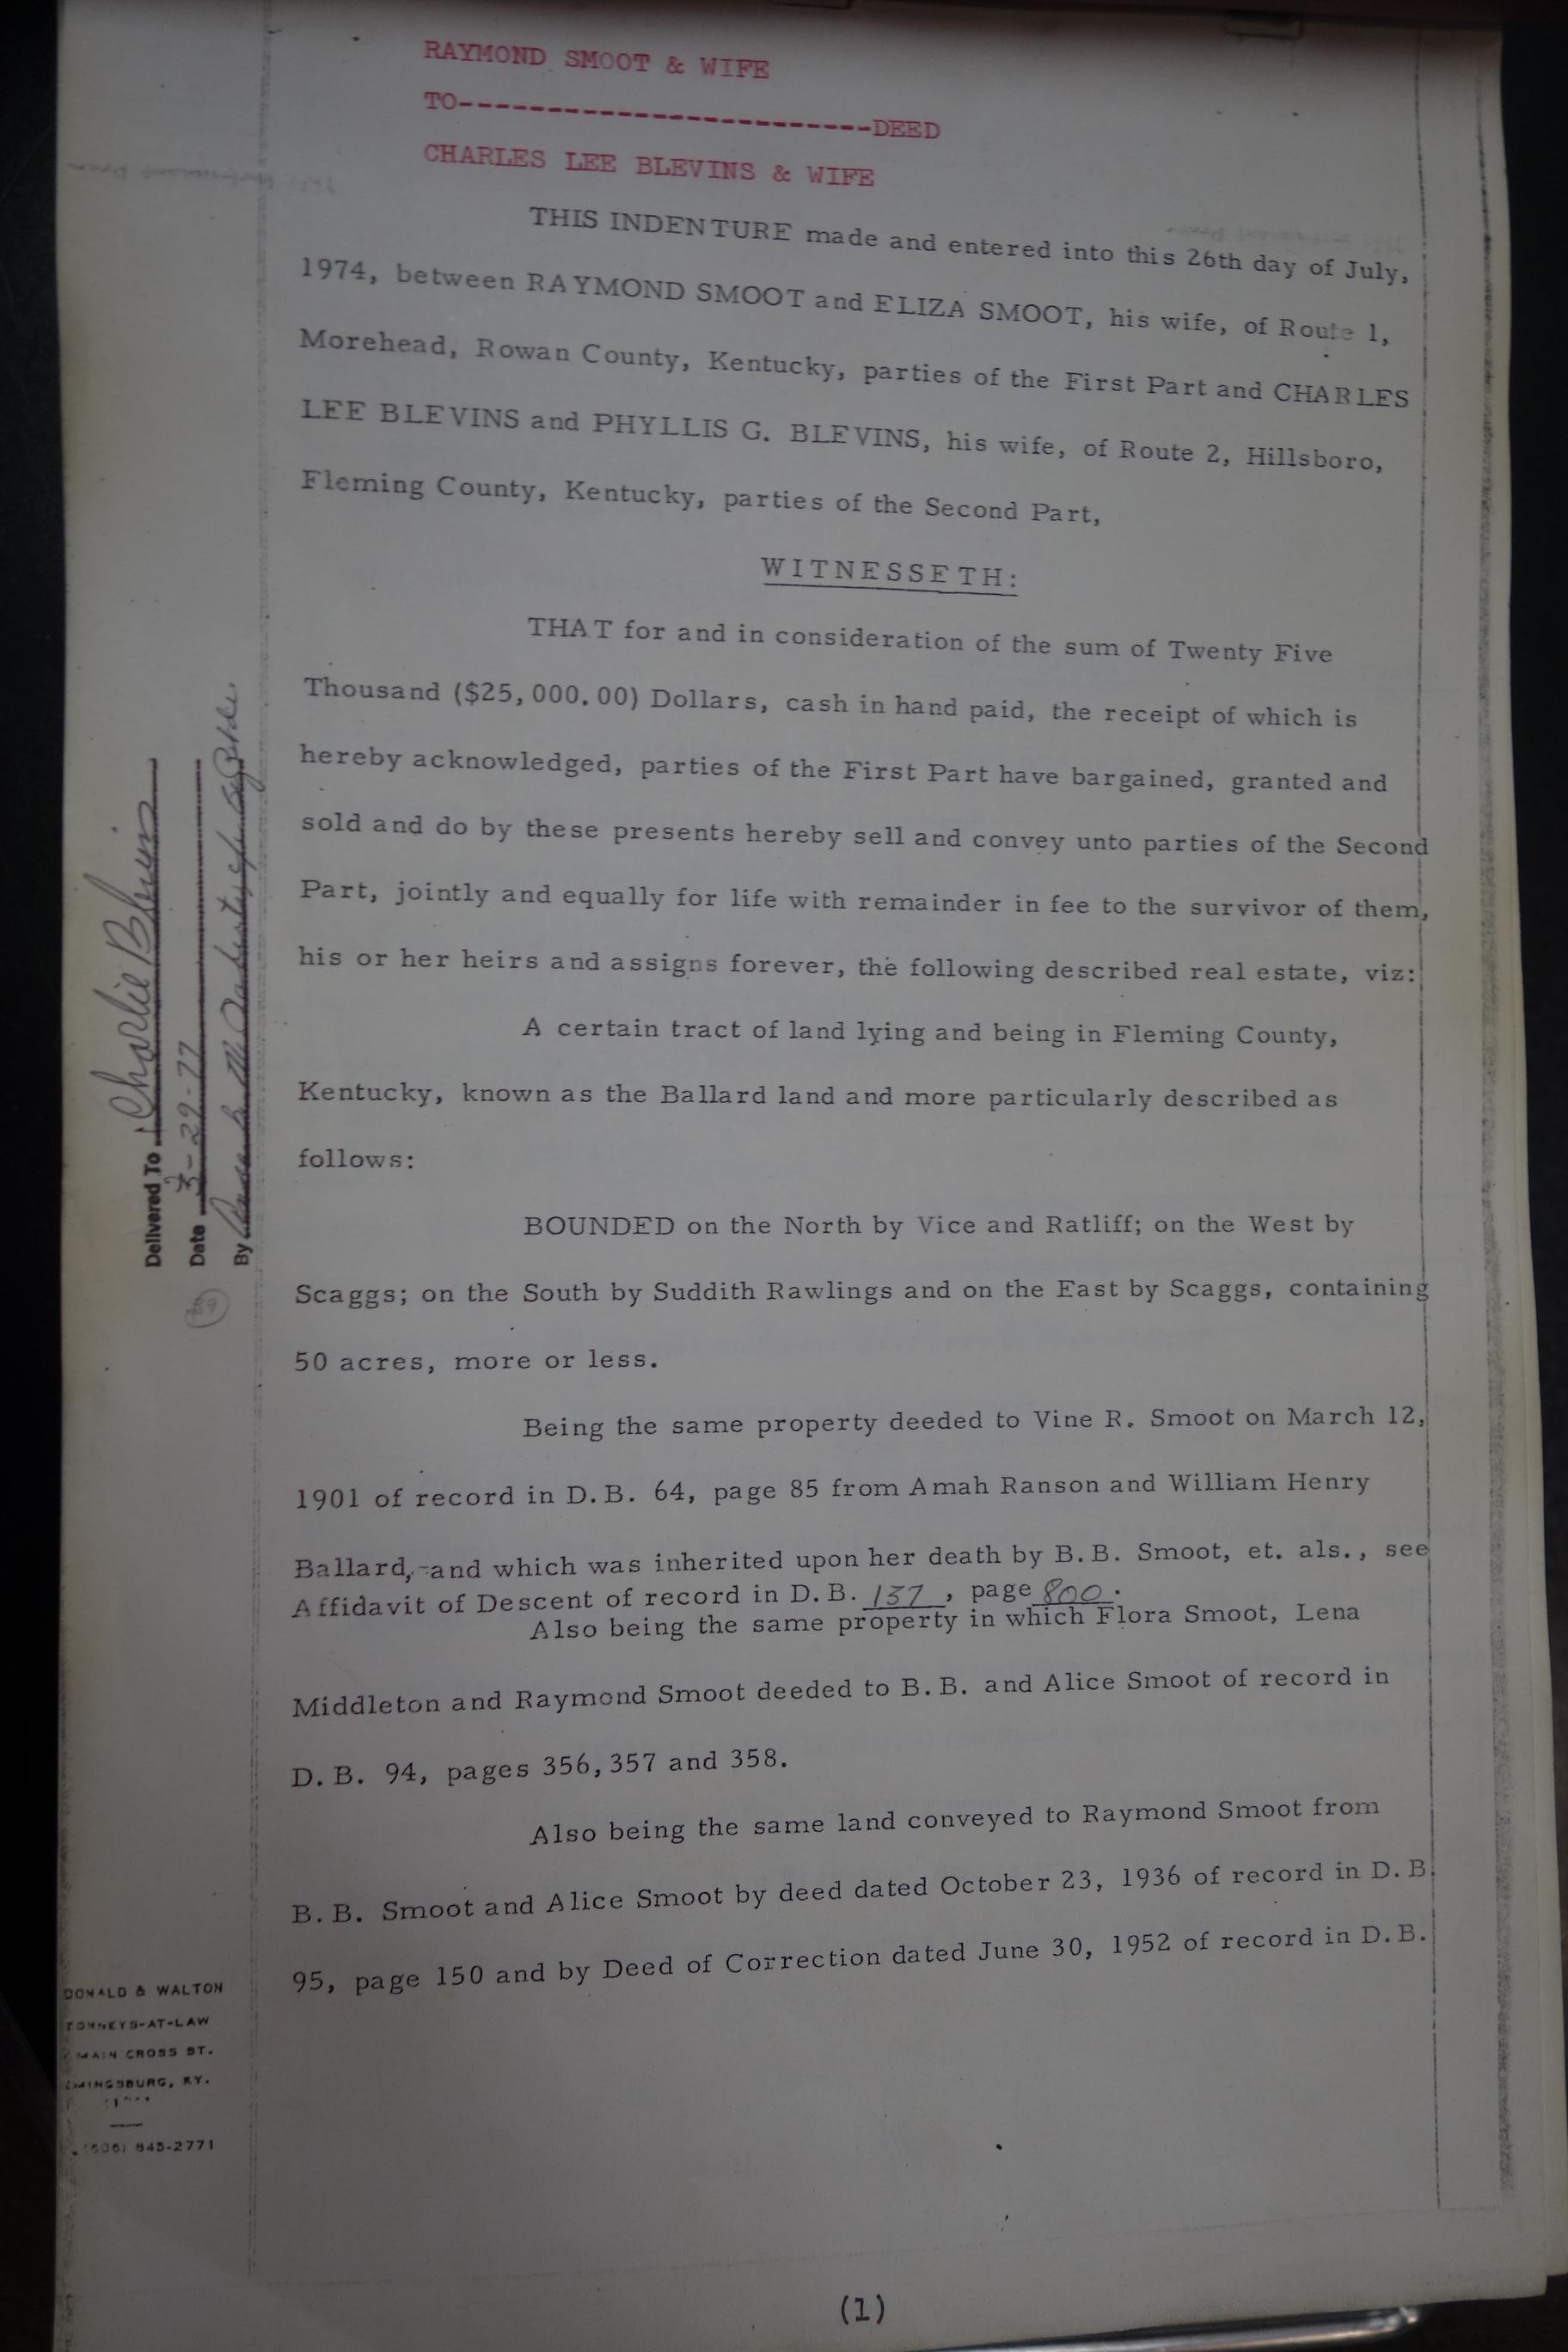 RAYMOND SMOOT & WIFE
TO------------------------DEED
CHARLES LEE BLEVINS & WIFE
THIS INDENTURE made and entered into this 26th day of July,
1974, between RAYMOND SMOOT and ELIZA SMOOT, his wife, of Route 1,
Morehead, Rowan County, Kentucky, parties of the First Part and CHARLES
LEE BLEVINS and PHYLLIS G. BLEVINS, his wife, of Route 2, Hillsboro,
Fleming County, Kentucky, parties of the Second Part,
WITNESSETH:
THAT for and in consideration of the sum of Twenty Five
Thousand ($25,000.00) Dollars, cash in hand paid, the receipt of which is
hereby acknowledged, parties of the First Part have bargained, granted and
sold and do by these presents hereby sell and convey unto parties of the Second
Part, jointly and equally for life with remainder in fee to the survivor of them,
his or her heirs and assigns forever, the following described real estate, viz:
A certain tract of land lying and being in Fleming County,
Kentucky, known as the Ballard land and more particularly described as
follows:
BOUNDED on the North by Vice and Ratliff; on the West by
Scaggs; on the South by Suddith Rawlings and on the East by Scaggs, containing
50 acres, more or less.
Being the same property deeded to Vine R. Smoot on March 12,
1901 of record in D.B. 64, page 85 from Amah Ranson and William Henry
Ballard, and which was inherited upon her death by B.B. Smoot, et. als., see
Affidavit of Descent of record in D.B. 137, page 800.
Also being the same property in which Flora Smoot, Lena
Middleton and Raymond Smoot deeded to B.B. and Alice Smoot of record in
D.B. 94, pages 356,357 and 358.
Also being the same land conveyed to Raymond Smoot from
B.B. Smoot and Alice Smoot by deed dated October 23, 1936 of record in D.B.
95, page 150 and by Deed of Correction dated June 30, 1952 of record in D.B.
Delivered To Charlie Blevins
Date 3-29-77
By
DONALD & WALTON
TORNEYS-AT-LAW
MAIN CROSS ST.
MINGSBURG, KY.
(606) 845-2771
(1)